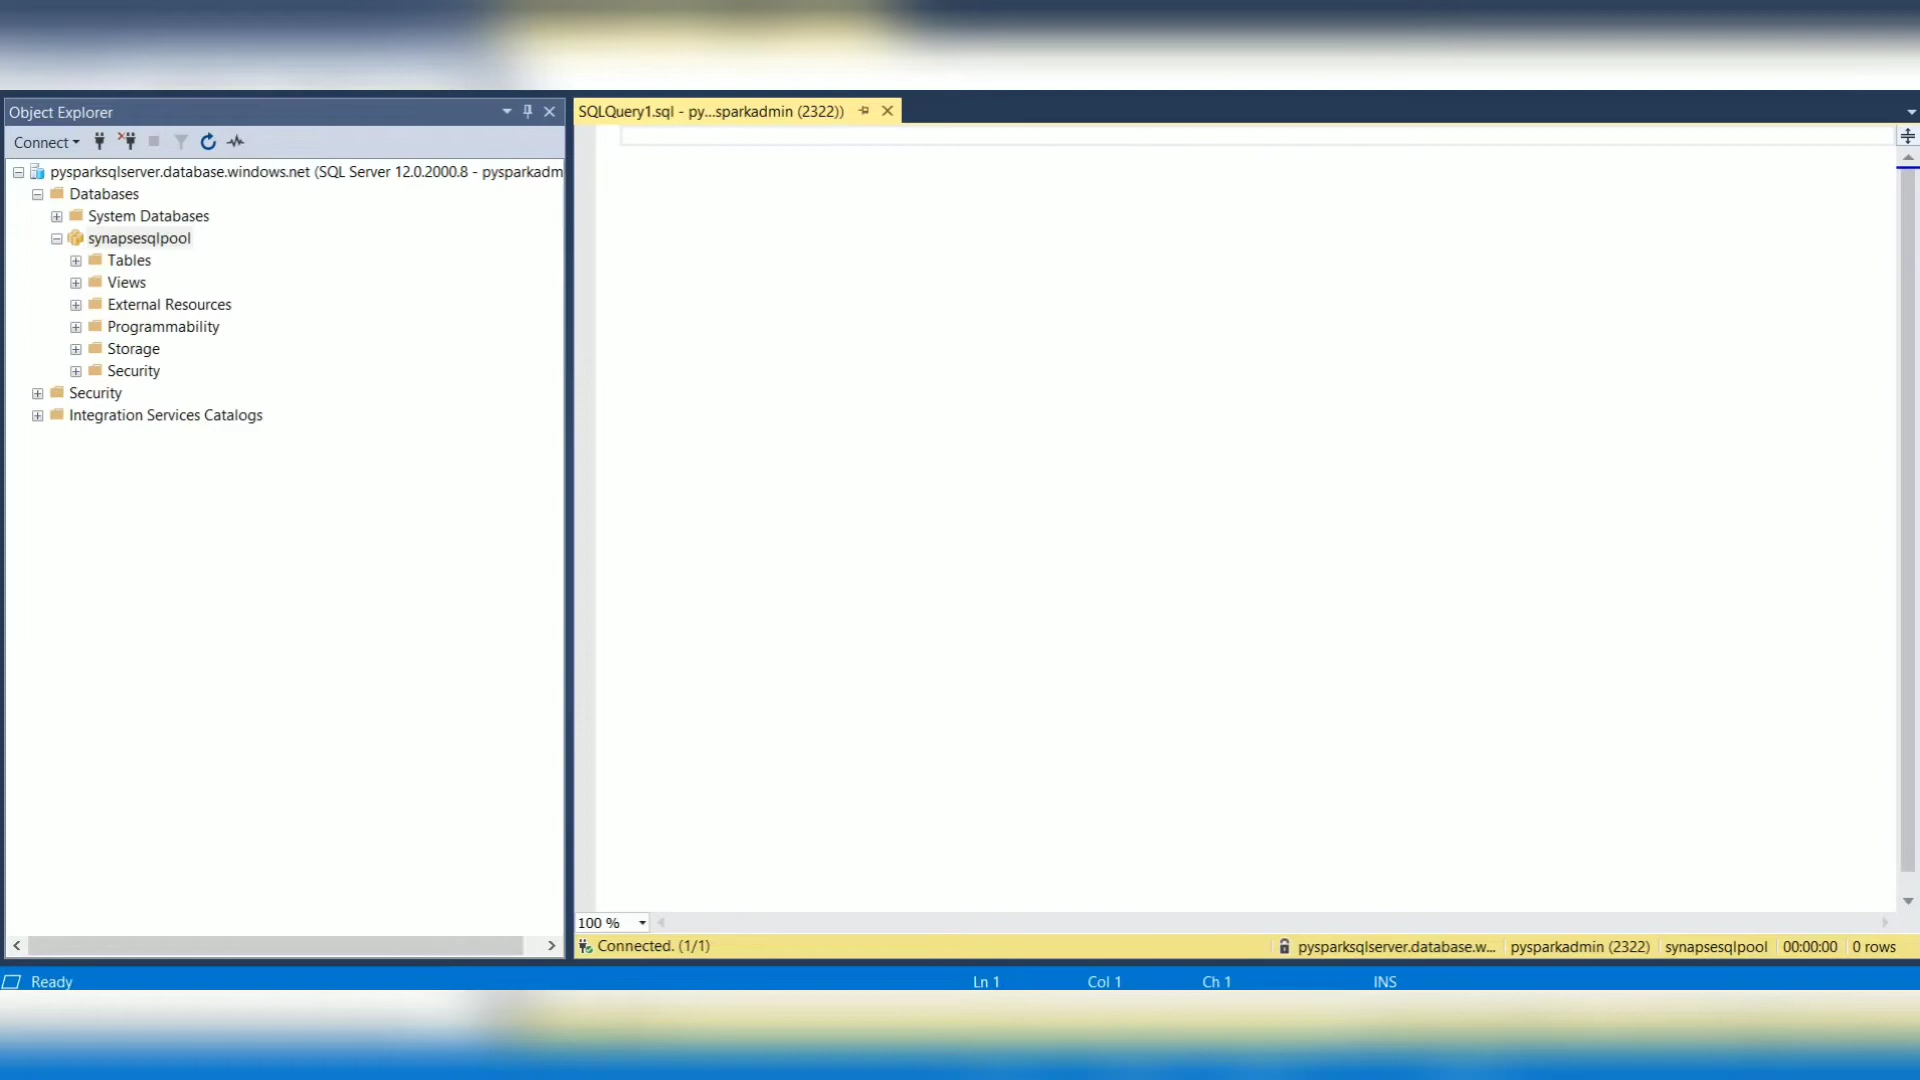 Object Explorer
Connect
pysparksqlserver.database.windows.net (SQL Server 12.0.2000.8 - pysparkadm
Databases
System Databases
synapsesqlpool
Tables
Views
External Resources
Programmability
Storage
Security
Security
Integration Services Catalogs
SQLQuery1.sql - py...sparkadmin (2322))
100 %
Connected. (1/1)
pysparksqlserver.database.w... pysparkadmin (2322) synapsesqlpool 00:00:00 0 rows
Ready Ln 1 Col 1 Ch 1 INS